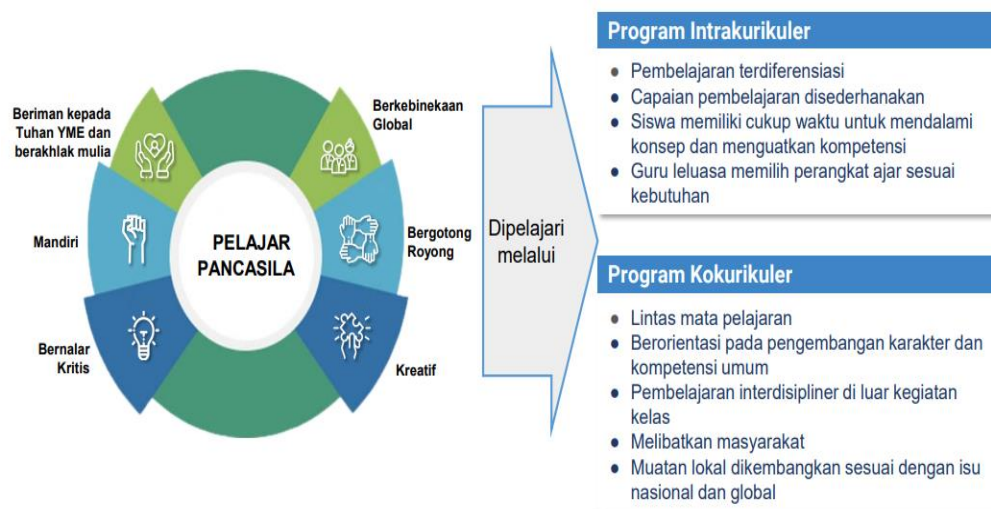 Beriman kepada
Tuhan YME dan
berakhlak mulia
Mandiri
Bernalar
Kritis
PELAJAR
PANCASILA
Berkebinekaan
Global
Bergotong
Royong
Kreatif
Dipelajari
melalui
Program Intrakurikuler
● Pembelajaran terdiferensiasi
● Capaian pembelajaran disederhanakan
● Siswa memiliki cukup waktu untuk mendalami
konsep dan menguatkan kompetensi
● Guru leluasa memilih perangkat ajar sesuai
kebutuhan
Program Kokurikuler
● Lintas mata pelajaran
● Berorientasi pada pengembangan karakter dan
kompetensi umum
● Pembelajaran interdisipliner di luar kegiatan
kelas
● Melibatkan masyarakat
● Muatan lokal dikembangkan sesuai dengan isu
nasional dan global